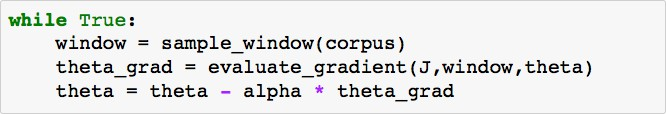 while True:
    window = sample_window(corpus)
    theta_grad = evaluate_gradient(J,window,theta)
    theta = theta - alpha * theta_grad